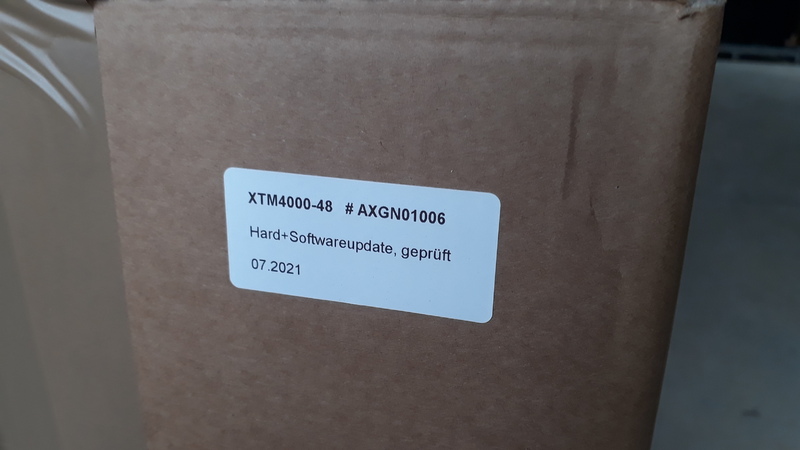 XTM4000-48 # AXGN01006
Hard+Softwareupdate, geprüft
07.2021